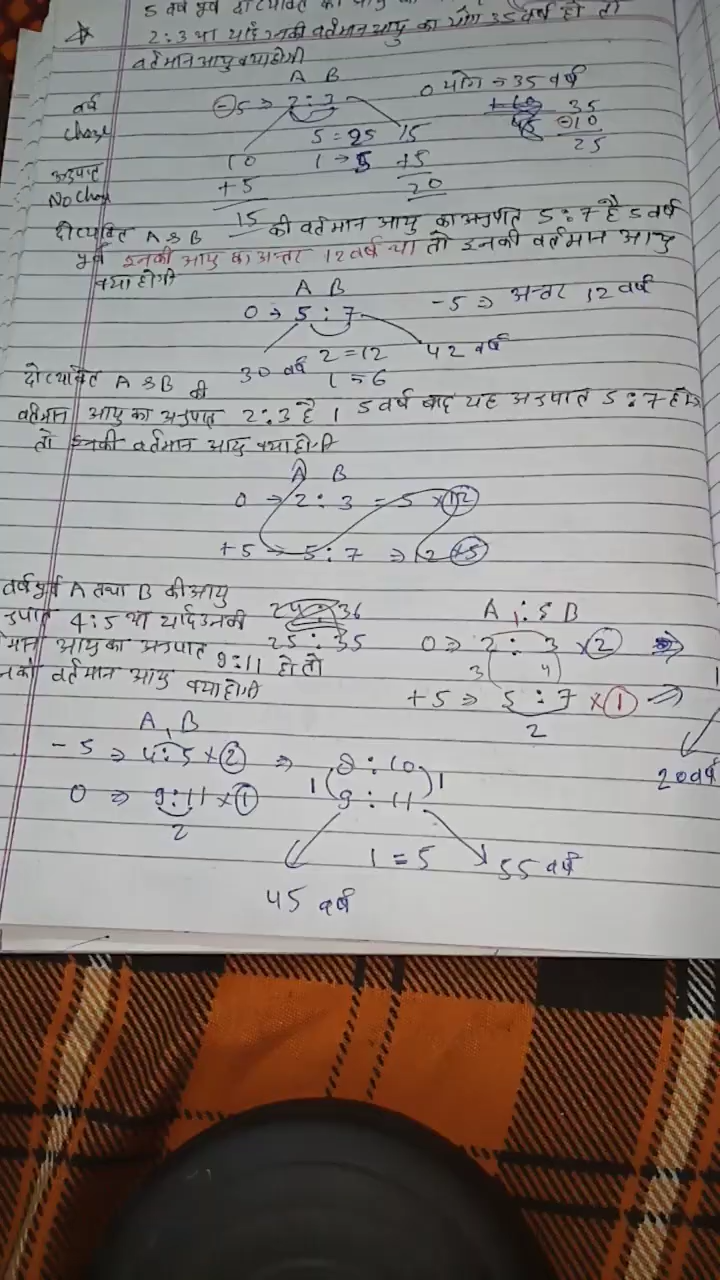 5 वर्ष पूर्व दो व्यक्ति की
2:3 था यदि उनकी वर्तमान आयु का योग 35 वर्ष हो तो
वर्तमान आयु क्या होगी
A B
वर्ष -5 ⇒ 2:3 0 योग ⇒ 35 वर्ष
Change 5 = 25 15 35
अनुपात 10 1 ⇒ 5 +5 -10
No Chang +5 20 25
15
दो व्यक्ति A & B की वर्तमान आयु का अनुपात 5:7 है 5 वर्ष
पूर्व इनकी आयु का अन्तर 12 वर्ष था तो इनकी वर्तमान आयु
क्या होगी
A B
0 ⇒ 5 : 7 -5 ⇒ अन्तर 12 वर्ष
30 वर्ष 2 = 12 42 वर्ष
1 = 6
दो व्यक्ति A & B की
वर्तमान आयु का अनुपात 2:3 है । 5 वर्ष बाद यह अनुपात 5:7
तो इनकी वर्तमान आयु क्या होगी
A B
0 ⇒ 2 : 3 = 5 ×12
+5 ⇒ 5 : 7 ⇒ 12 ×5
वर्ष पूर्व A तथा B की आयु
4:5 था यदि उनकी 24 : 36 A : B
आयु का अनुपात 25 : 35 0 ⇒ 2 : 3 ×2 ⇒
9:11 हो तो 3 4
वर्तमान आयु क्या होगी +5 ⇒ 5 : 7 ×1 ⇒
2
A B
-5 ⇒ 4:5 ×2 ⇒ 8 : 10 20 वर्ष
0 ⇒ 9:11 ×1 1 9 : 11 1
2
1 = 5 55 वर्ष
45 वर्ष